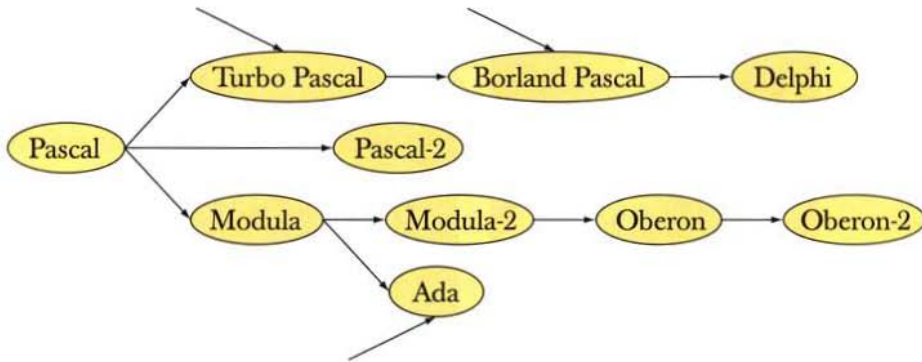 Turbo Pascal
Borland Pascal
Delphi
Pascal
Pascal-2
Modula
Modula-2
Oberon
Oberon-2
Ada